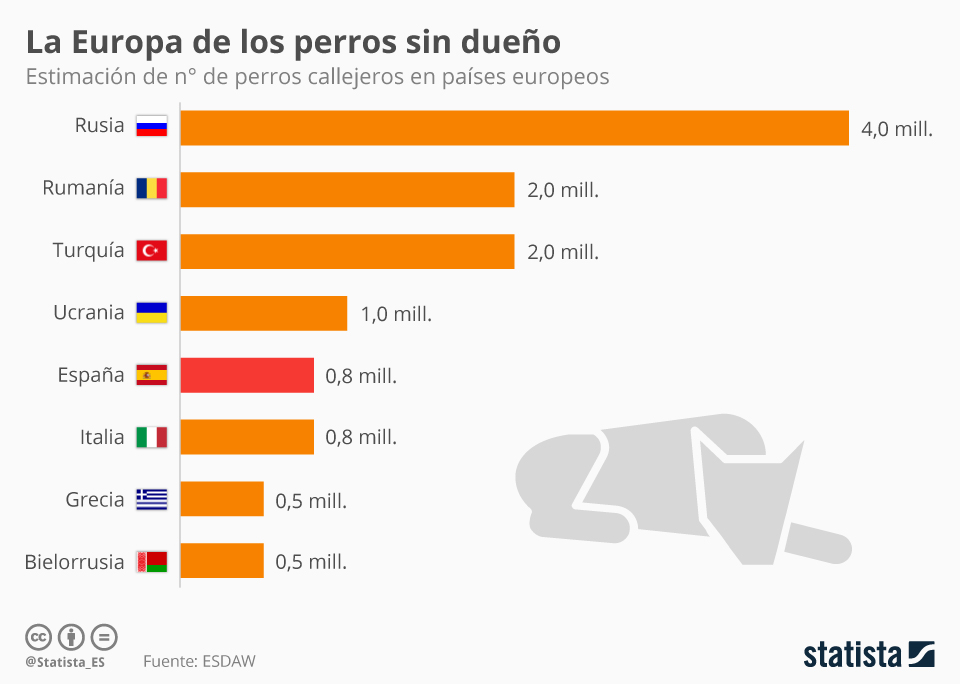 La Europa de los perros sin dueño
Estimación de n° de perros callejeros en países europeos
Rusia 4,0 mill.
Rumanía 2,0 mill.
Turquía 2,0 mill.
Ucrania 1,0 mill.
España 0,8 mill.
Italia 0,8 mill.
Grecia 0,5 mill.
Bielorrusia 0,5 mill.
cc =
@Statista_ES Fuente: ESDAW
statista